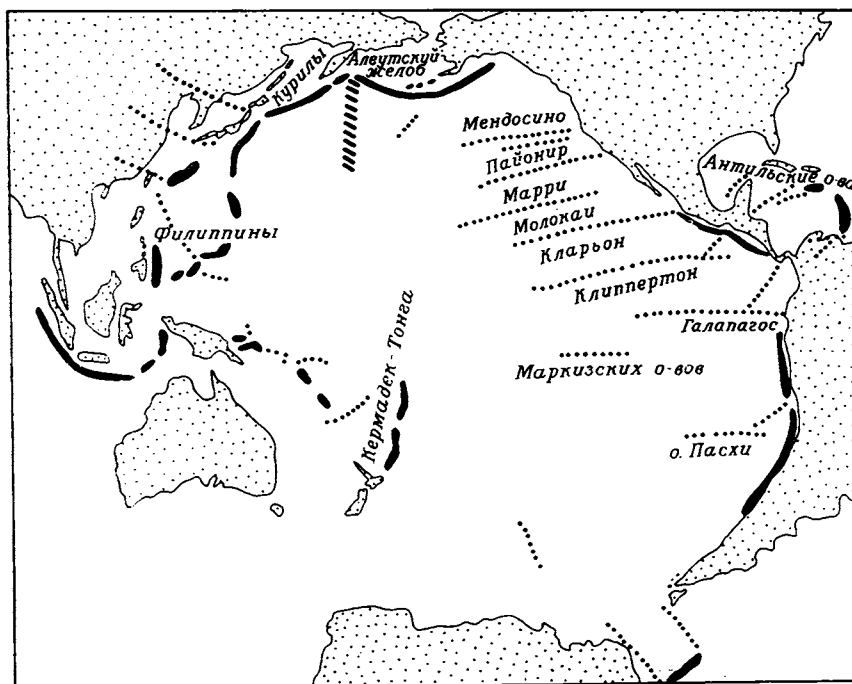 Алеутский
желоб
Курилы
Мендосино
Пайонир
Марри
Молокаи
Кларьон
Клиппертон
Антильские о-ва
Филиппины
Галапагос
Маркизских о-вов
Кермадек-Тонга
о. Пасхи